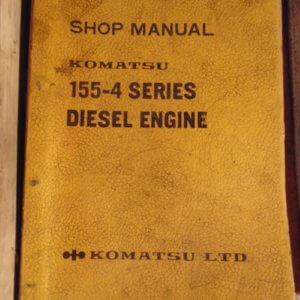 SHOP MANUAL
KOMATSU
155-4 SERIES
DIESEL ENGINE
KOMATSU LTD